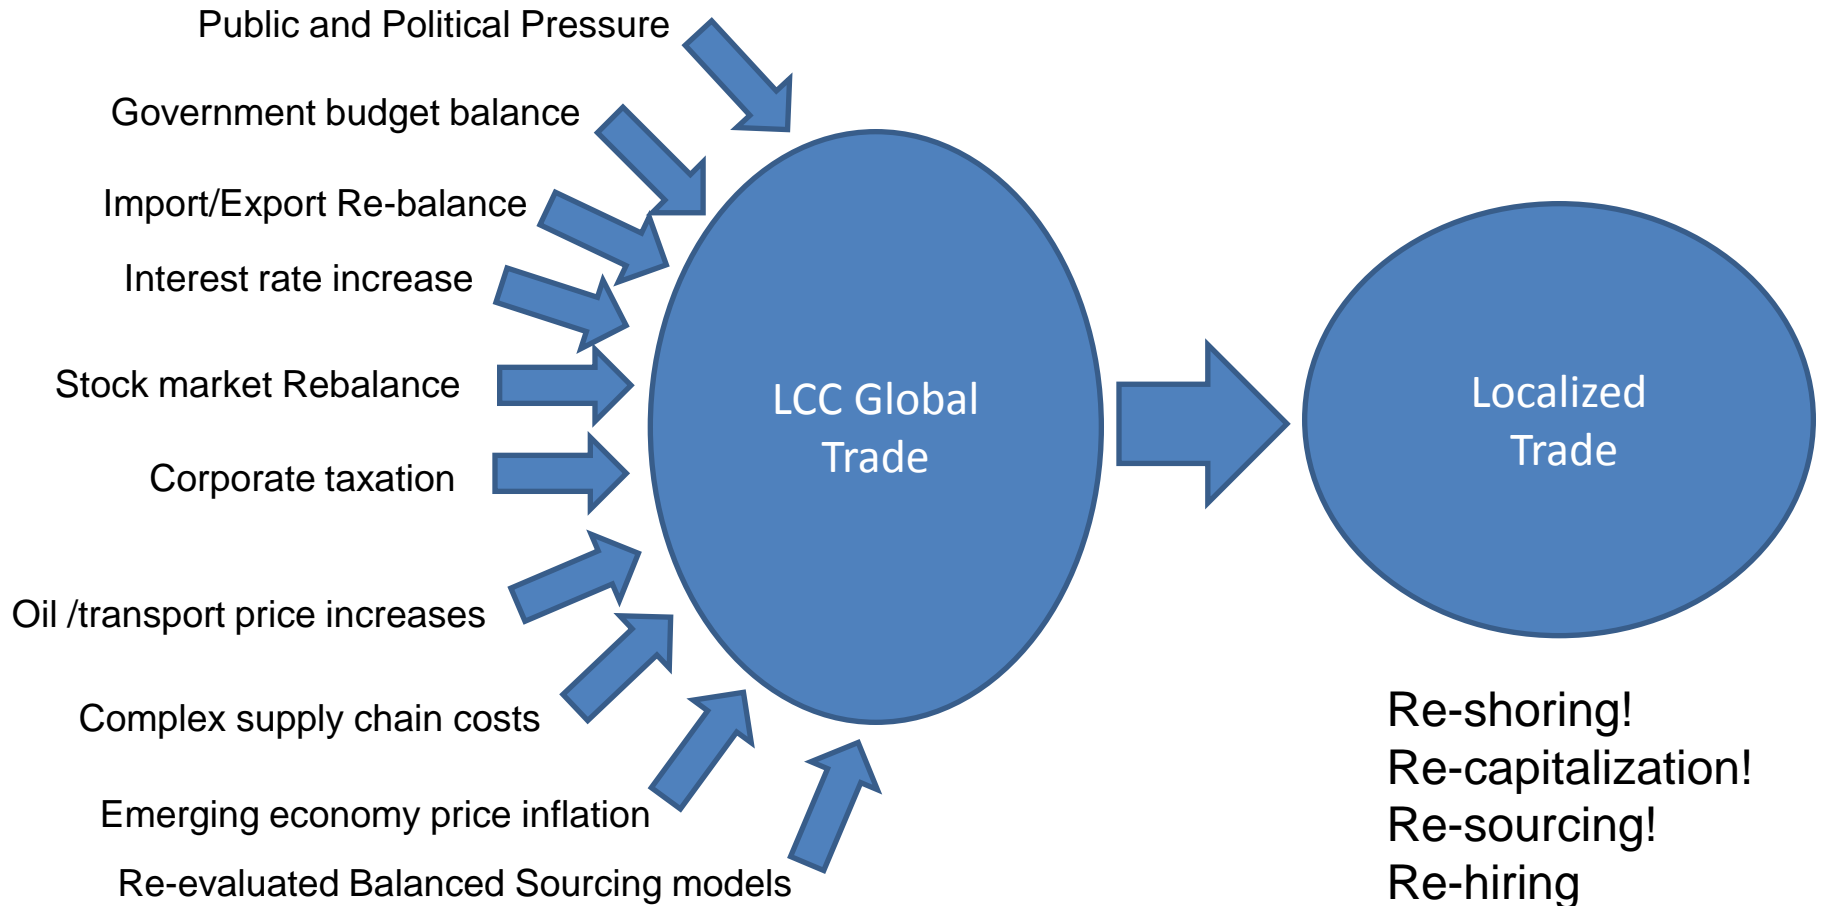 Public and Political Pressure
Government budget balance
Import/Export Re-balance
Interest rate increase
Stock market Rebalance
Corporate taxation
Oil /transport price increases
Complex supply chain costs
Emerging economy price inflation
Re-evaluated Balanced Sourcing models
LCC Global
Trade
Localized
Trade
Re-shoring!
Re-capitalization!
Re-sourcing!
Re-hiring